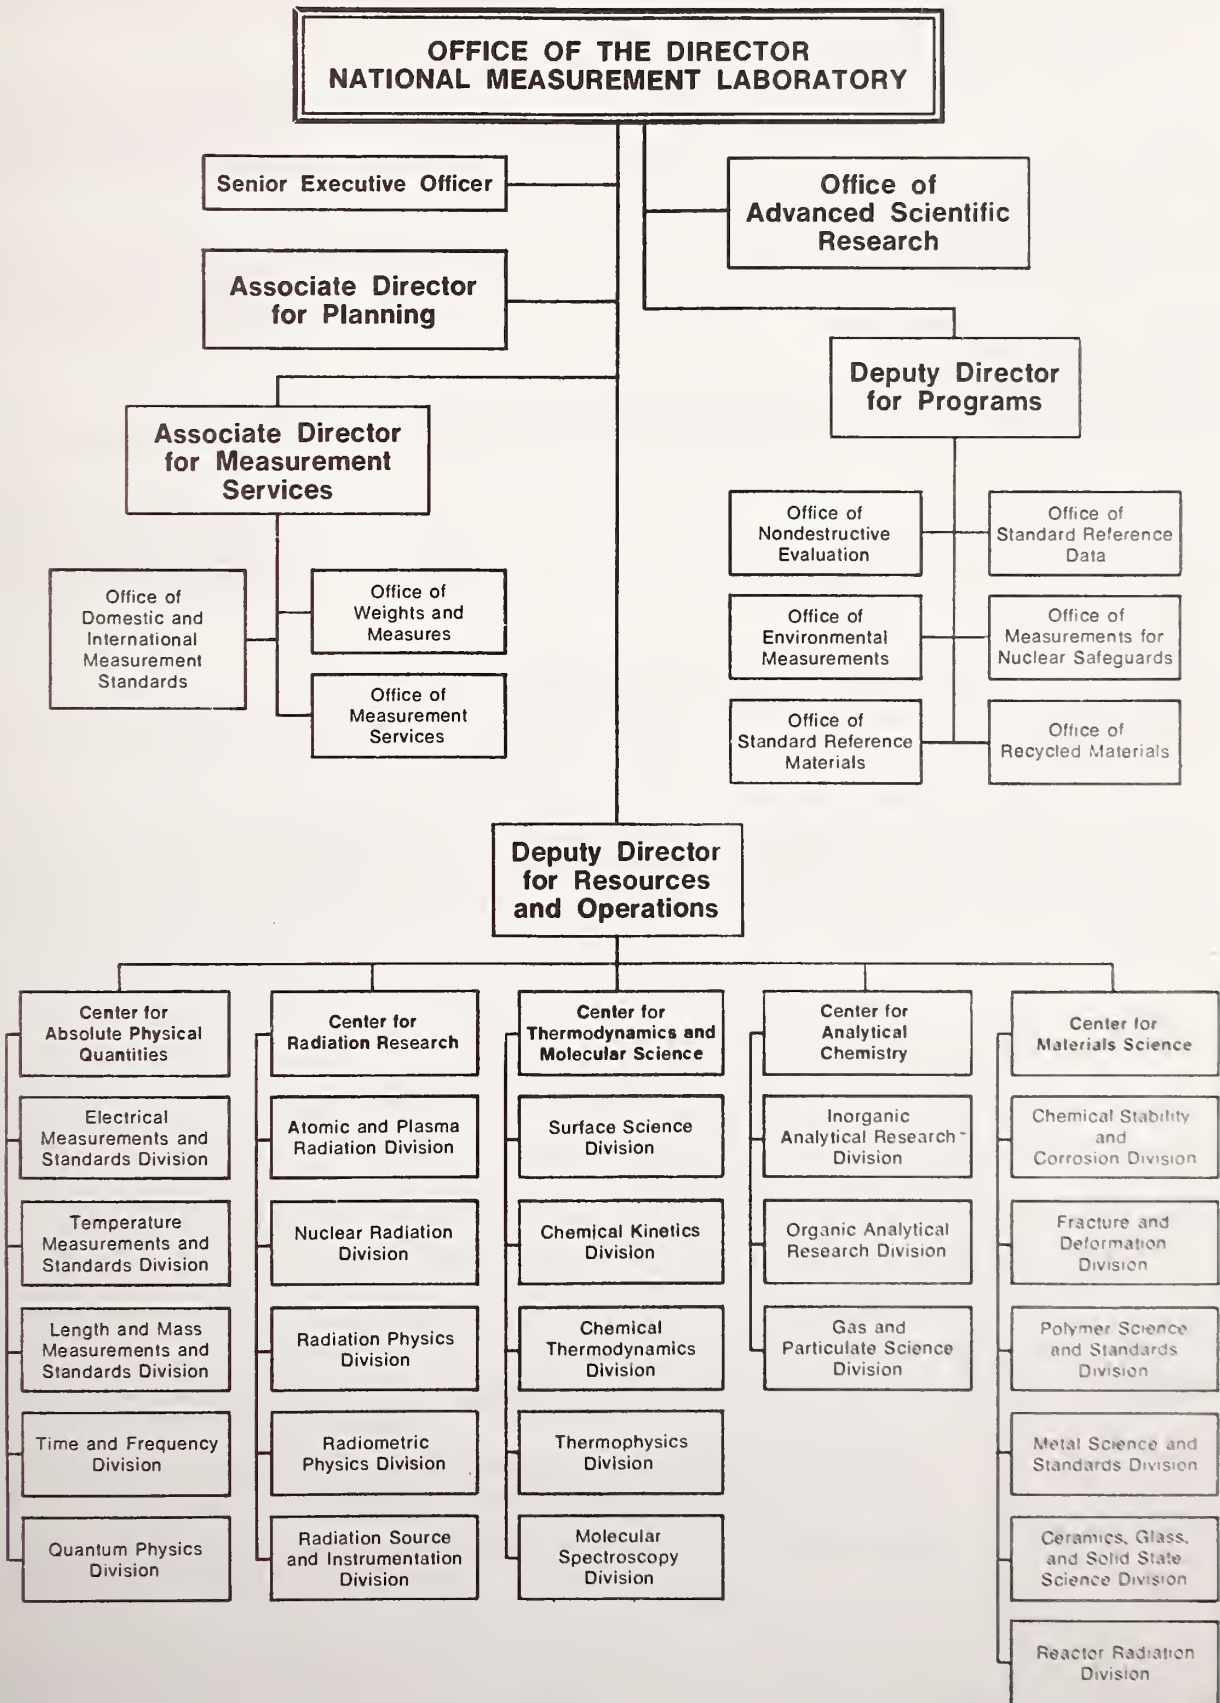 OFFICE OF THE DIRECTOR
NATIONAL MEASUREMENT LABORATORY
Senior Executive Officer
Office of
Advanced Scientific
Research
Associate Director
for Planning
Deputy Director
for Programs
Associate Director
for Measurement
Services
Office of
Nondestructive
Evaluation
Office of
Standard Reference
Data
Office of
Domestic and
International
Measurement
Standards
Office of
Weights and
Measures
Office of
Environmental
Measurements
Office of
Measurements for
Nuclear Safeguards
Office of
Measurement
Services
Office of
Standard Reference
Materials
Office of
Recycled Materials
Deputy Director
for Resources
and Operations
Center for
Absolute Physical
Quantities
Electrical
Measurements and
Standards Division
Temperature
Measurements and
Standards Division
Length and Mass
Measurements and
Standards Division
Time and Frequency
Division
Quantum Physics
Division
Center for
Radiation Research
Atomic and Plasma
Radiation Division
Nuclear Radiation
Division
Radiation Physics
Division
Radiometric
Physics Division
Radiation Source
and Instrumentation
Division
Center for
Thermodynamics and
Molecular Science
Surface Science
Division
Chemical Kinetics
Division
Chemical
Thermodynamics
Division
Thermophysics
Division
Molecular
Spectroscopy
Division
Center for
Analytical
Chemistry
Inorganic
Analytical Research
Division
Organic Analytical
Research Division
Gas and
Particulate Science
Division
Center for
Materials Science
Chemical Stability
and
Corrosion Division
Fracture and
Deformation
Division
Polymer Science
and Standards
Division
Metal Science and
Standards Division
Ceramics, Glass,
and Solid State
Science Division
Reactor Radiation
Division